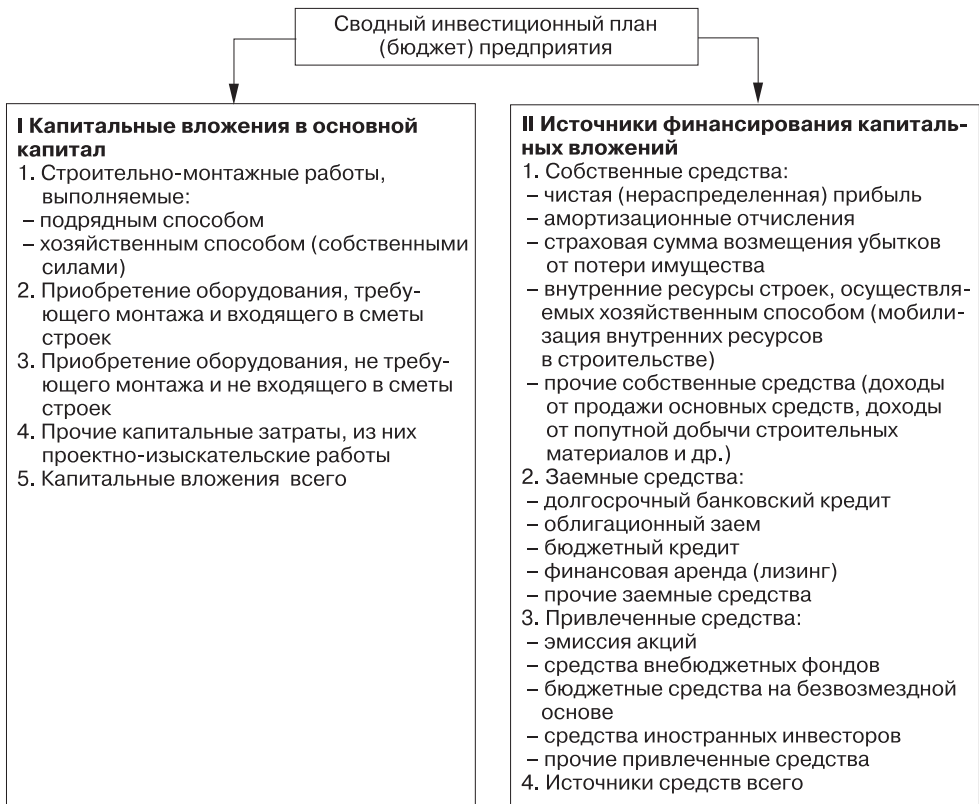 Сводный инвестиционный план
(бюджет) предприятия
I Капитальные вложения в основной
капитал
1. Строительно-монтажные работы,
выполняемые:
– подрядным способом
– хозяйственным способом (собственными
силами)
2. Приобретение оборудования, требу-
ющего монтажа и входящего в сметы
строек
3. Приобретение оборудования, не требу-
ющего монтажа и не входящего в сметы
строек
4. Прочие капитальные затраты, из них
проектно-изыскательские работы
5. Капитальные вложения всего
II Источники финансирования капиталь-
ных вложений
1. Собственные средства:
– чистая (нераспределенная) прибыль
– амортизационные отчисления
– страховая сумма возмещения убытков
от потери имущества
– внутренние ресурсы строек, осуществля-
емых хозяйственным способом (мобили-
зация внутренних ресурсов
в строительстве)
– прочие собственные средства (доходы
от продажи основных средств, доходы
от попутной добычи строительных
материалов и др.)
2. Заемные средства:
– долгосрочный банковский кредит
– облигационный заем
– бюджетный кредит
– финансовая аренда (лизинг)
– прочие заемные средства
3. Привлеченные средства:
– эмиссия акций
– средства внебюджетных фондов
– бюджетные средства на безвозмездной
основе
– средства иностранных инвесторов
– прочие привлеченные средства
4. Источники средств всего